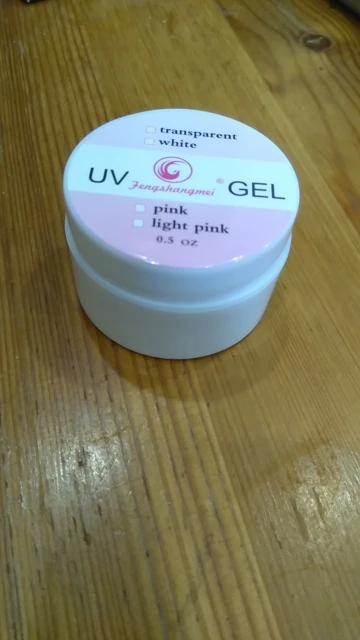 transparent
white
UV Fengshangmei® GEL
pink
light pink
0.5 OZ